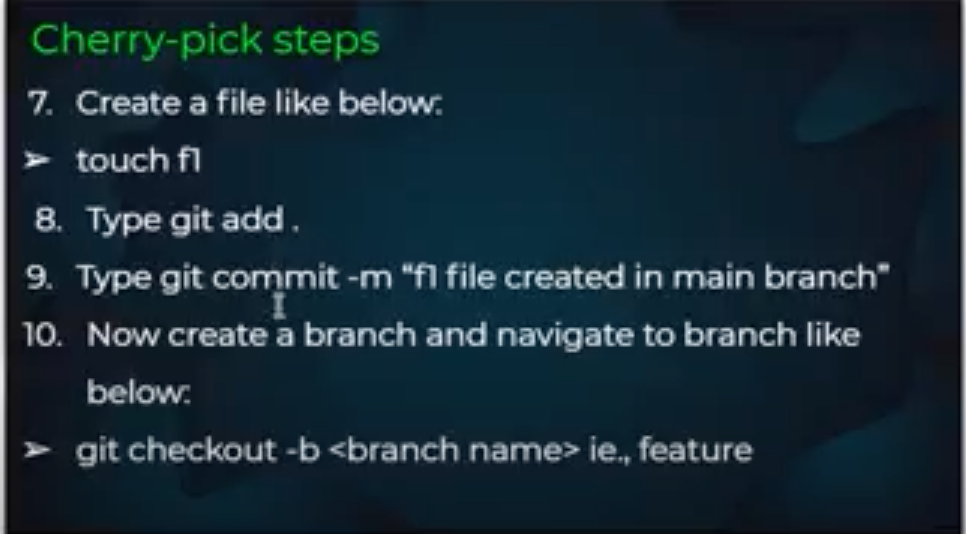 Cherry-pick steps
7. Create a file like below:
➢ touch f1
8. Type git add .
9. Type git commit -m “f1 file created in main branch”
10. Now create a branch and navigate to branch like
below:
➢ git checkout -b <branch name> ie., feature